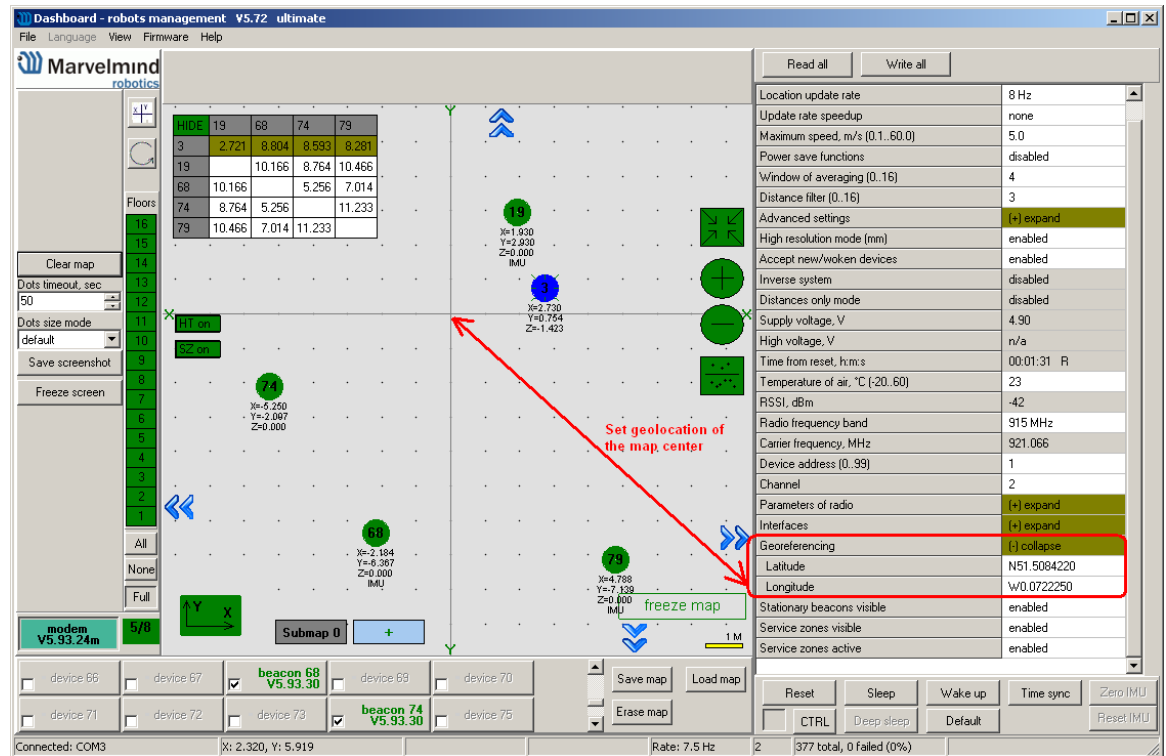 Dashboard - robots management V5.72 ultimate
File Language View Firmware Help
Marvelmind
robotics
Read all Write all
HIDE 19 68 74 79
3 2.721 8.804 8.593 8.281
19 10.166 8.764 10.466
68 10.166 5.256 7.014
74 8.764 5.256 11.233
79 10.466 7.014 11.233
Y
X
X
Y
Floors
16
15
14
13
12
11
10
9
8
7
6
5
4
3
2
1
All
None
Full
Clear map
Dots timeout, sec
50
Dots size mode
default
Save screenshot
Freeze screen
HT on
SZ on
19
X=1.930
Y=2.930
Z=0.000
IMU
3
X=2.730
Y=0.754
Z=-1.423
74
X=-5.250
Y=-2.097
Z=0.000
Set geolocation of
the map center
68
X=-2.184
Y=-6.367
Z=0.000
IMU
79
X=4.788
Y=-7.139
Z=0.000
IMU
freeze map
Y X
Submap 0 +
1 M
modem
V5.93.24m
5/8
Location update rate 8 Hz
Update rate speedup none
Maximum speed, m/s (0.1..60.0) 5.0
Power save functions disabled
Window of averaging (0..16) 4
Distance filter (0..16) 3
Advanced settings (+) expand
High resolution mode (mm) enabled
Accept new/woken devices enabled
Inverse system disabled
Distances only mode disabled
Supply voltage, V 4.90
High voltage, V n/a
Time from reset, h:m:s 00:01:31 R
Temperature of air, °C (-20..60) 23
RSSI, dBm -42
Radio frequency band 915 MHz
Carrier frequency, MHz 921.066
Device address (0..99) 1
Channel 2
Parameters of radio (+) expand
Interfaces (+) expand
Georeferencing (-) collapse
Latitude N51.5084220
Longitude W0.0722250
Stationary beacons visible enabled
Service zones visible enabled
Service zones active enabled
device 66 device 67 beacon 68 V5.93.30 device 69 device 70
device 71 device 72 device 73 beacon 74 V5.93.30 device 75
Save map Load map
Erase map
Reset Sleep Wake up Time sync Zero IMU
CTRL Deep sleep Default Reset IMU
Connected: COM3 X: 2.320, Y: 5.919 Rate: 7.5 Hz 2 377 total, 0 failed (0%)